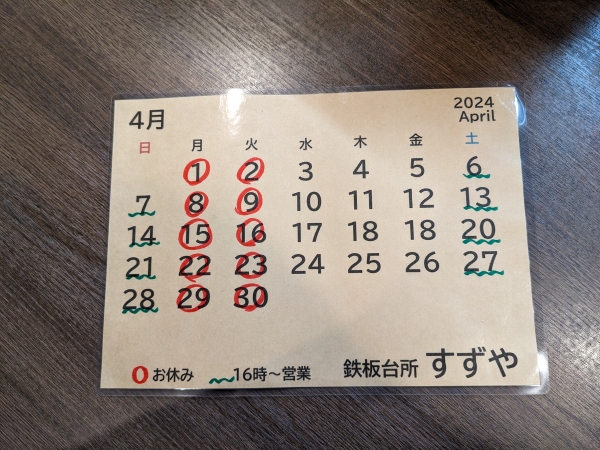 4月 2024 April
日 月 火 水 木 金 土
1 2 3 4 5 6
7 8 9 10 11 12 13
14 15 16 17 18 18 20
21 22 23 24 25 26 27
28 29 30
お休み 16時～営業 鉄板台所 すずや